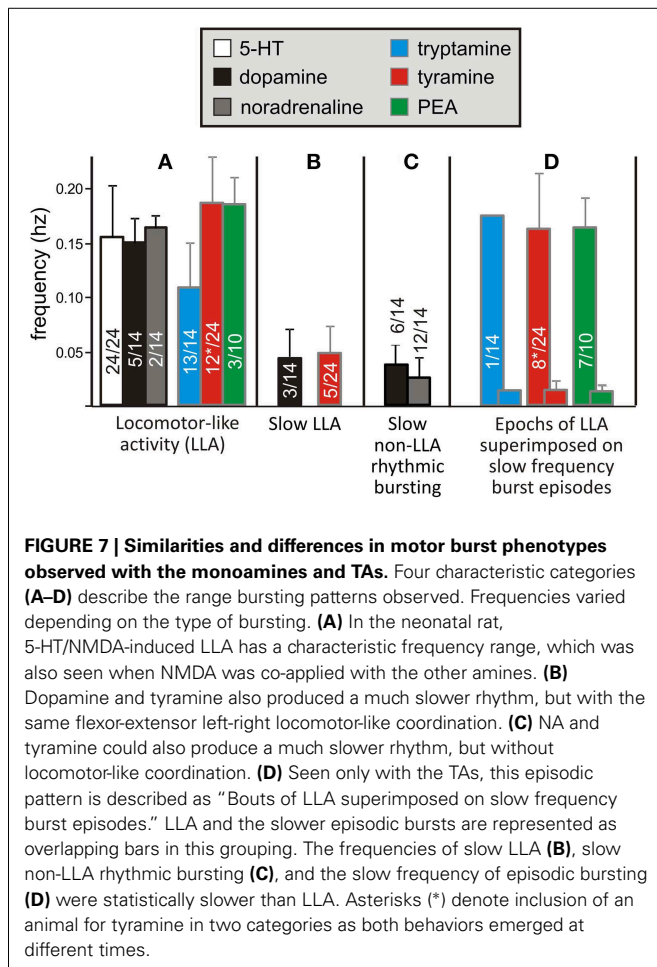 5-HT
dopamine
noradrenaline
tryptamine
tyramine
PEA
A
B
C
D
frequency (hz)
0.20
0.15
0.10
0.05
24/24
5/14
2/14
13/14
12*/24
3/10
3/14
5/24
6/14
12/14
1/14
8*/24
7/10
Locomotor-like
activity (LLA)
Slow LLA
Slow
non-LLA
rhythmic
bursting
Epochs of LLA
superimposed on
slow frequency
burst episodes
FIGURE 7 | Similarities and differences in motor burst phenotypes
observed with the monoamines and TAs. Four characteristic categories
(A–D) describe the range bursting patterns observed. Frequencies varied
depending on the type of bursting. (A) In the neonatal rat,
5-HT/NMDA-induced LLA has a characteristic frequency range, which was
also seen when NMDA was co-applied with the other amines. (B)
Dopamine and tyramine also produced a much slower rhythm, but with the
same flexor-extensor left-right locomotor-like coordination. (C) NA and
tyramine could also produce a much slower rhythm, but without
locomotor-like coordination. (D) Seen only with the TAs, this episodic
pattern is described as “Bouts of LLA superimposed on slow frequency
burst episodes.” LLA and the slower episodic bursts are represented as
overlapping bars in this grouping. The frequencies of slow LLA (B), slow
non-LLA rhythmic bursting (C), and the slow frequency of episodic bursting
(D) were statistically slower than LLA. Asterisks (*) denote inclusion of an
animal for tyramine in two categories as both behaviors emerged at
different times.